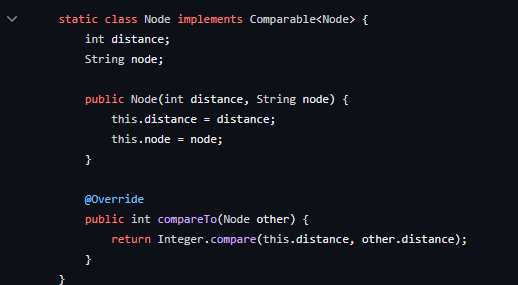 static class Node implements Comparable<Node> {
    int distance;
    String node;

    public Node(int distance, String node) {
        this.distance = distance;
        this.node = node;
    }

    @Override
    public int compareTo(Node other) {
        return Integer.compare(this.distance, other.distance);
    }
}